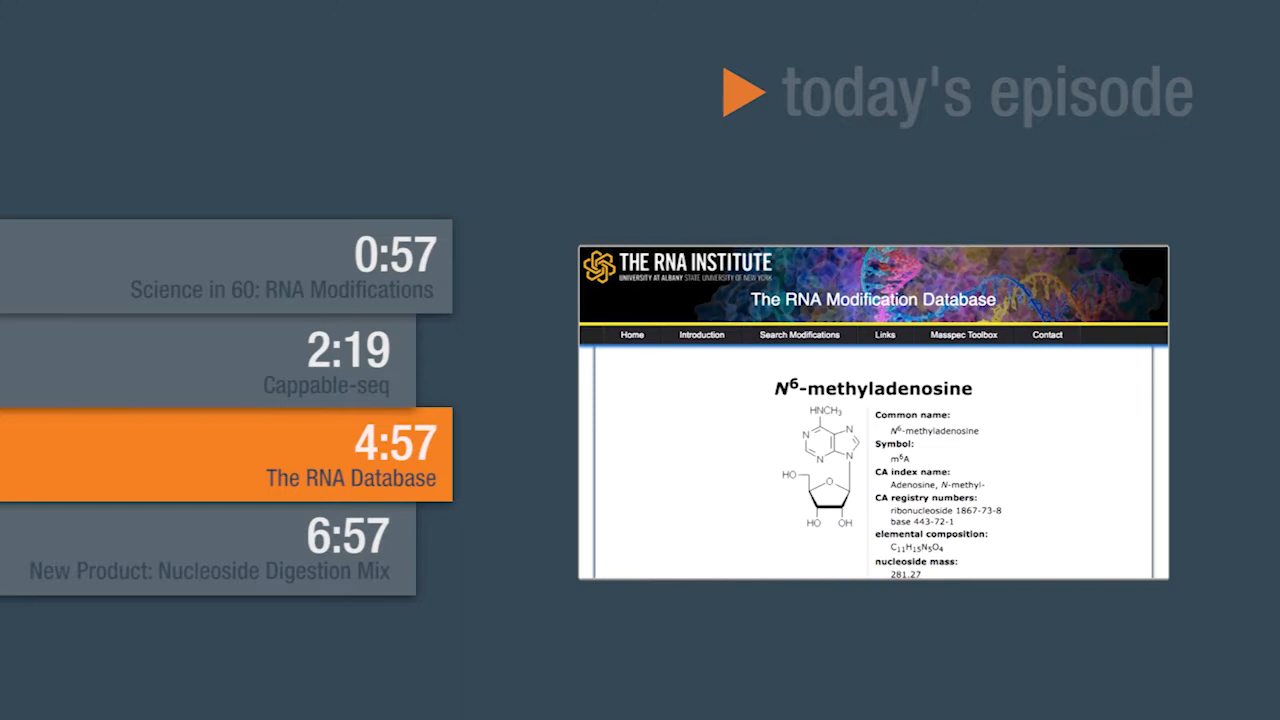 today's episode
0:57
Science in 60: RNA Modifications
2:19
Cappable-seq
4:57
The RNA Database
6:57
New Product: Nucleoside Digestion Mix
THE RNA INSTITUTE
UNIVERSITY AT ALBANY STATE UNIVERSITY OF NEW YORK
The RNA Modification Database
Home Introduction Search Modifications Links Masspec Toolbox Contact
N⁶-methyladenosine
HNCH₃
N N
N N
HO O
HO OH
Common name:
N⁶-methyladenosine
Symbol:
m⁶A
CA index name:
Adenosine, N-methyl-
CA registry numbers:
ribonucleoside 1867-73-8
base 443-72-1
elemental composition:
C₁₁H₁₅N₅O₄
nucleoside mass:
281.27